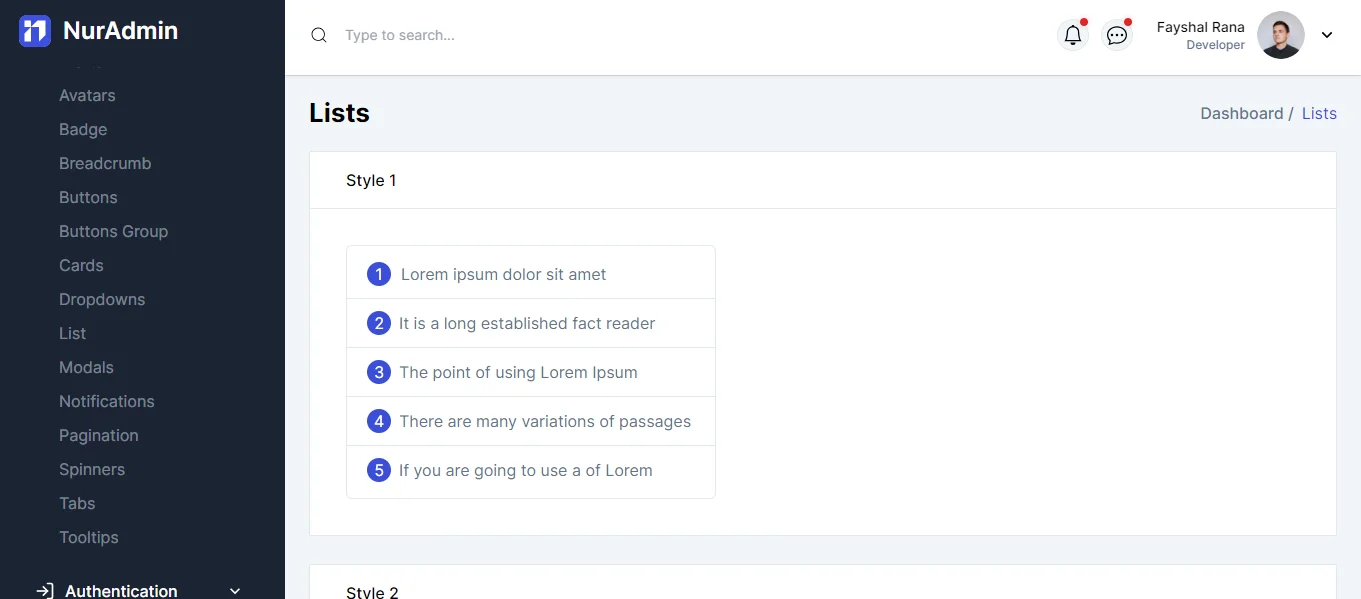 NurAdmin
Avatars
Badge
Breadcrumb
Buttons
Buttons Group
Cards
Dropdowns
List
Modals
Notifications
Pagination
Spinners
Tabs
Tooltips
Authentication
Type to search...
Fayshal Rana
Developer
Lists
Dashboard / Lists
Style 1
1 Lorem ipsum dolor sit amet
2 It is a long established fact reader
3 The point of using Lorem Ipsum
4 There are many variations of passages
5 If you are going to use a of Lorem
Style 2